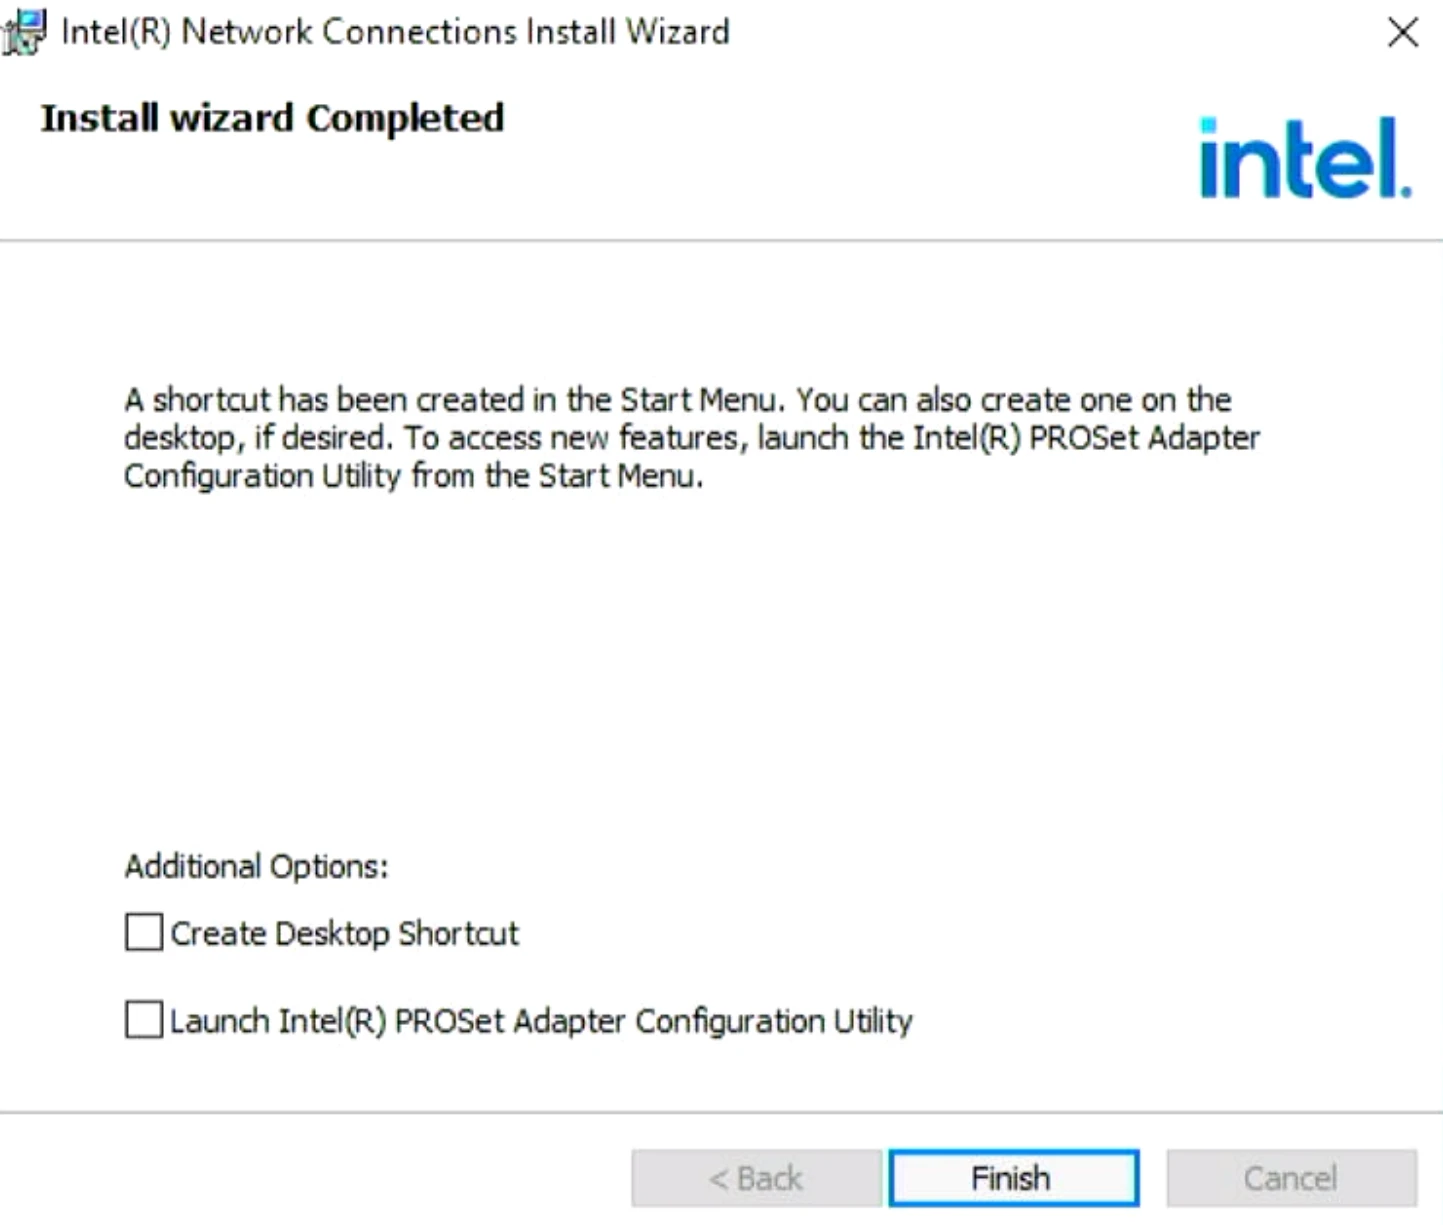 Intel(R) Network Connections Install Wizard
Install wizard Completed
intel.
A shortcut has been created in the Start Menu. You can also create one on the
desktop, if desired. To access new features, launch the Intel(R) PROSet Adapter
Configuration Utility from the Start Menu.
Additional Options:
Create Desktop Shortcut
Launch Intel(R) PROSet Adapter Configuration Utility
< Back
Finish
Cancel